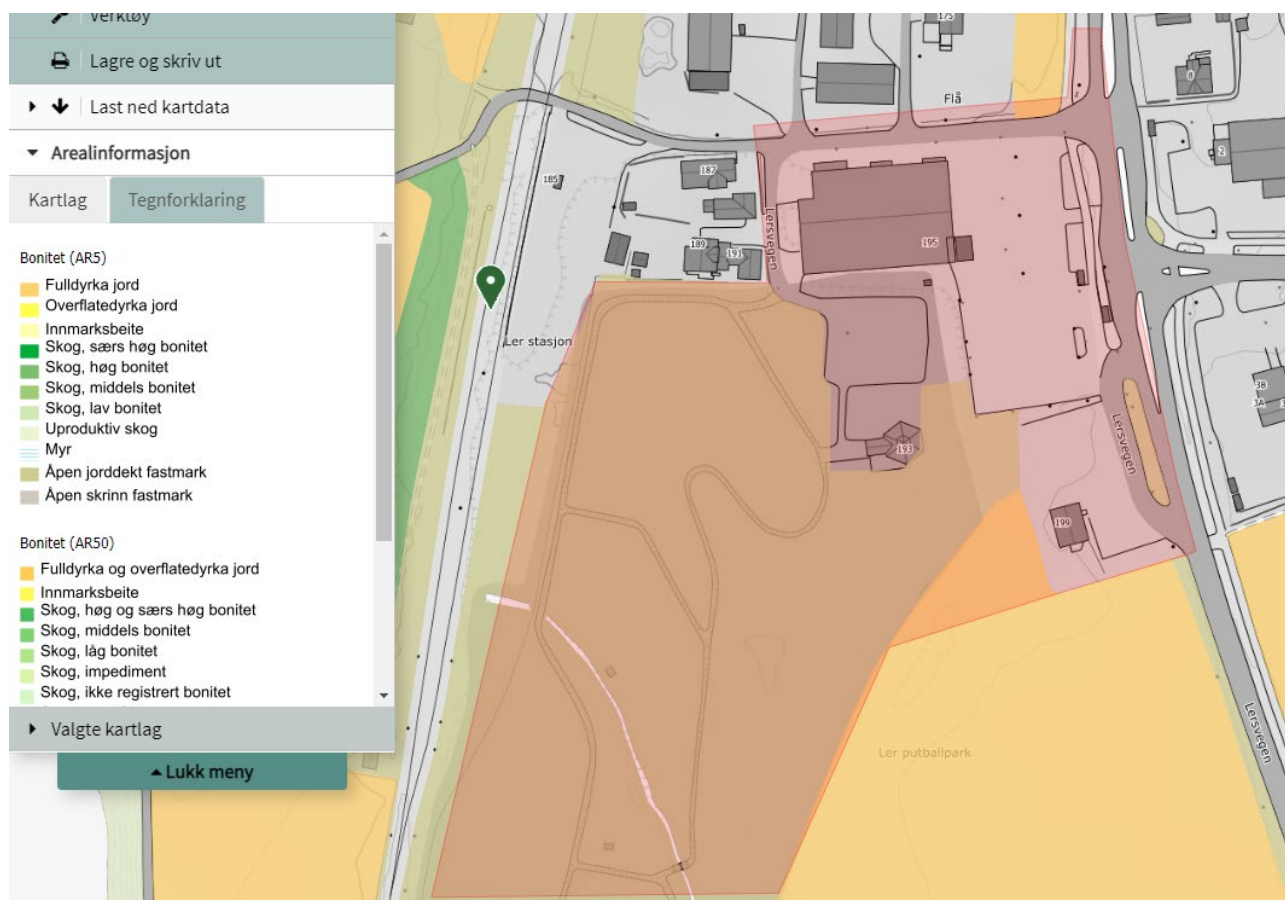 Verktøy
Lagre og skriv ut
Last ned kartdata
Arealinformasjon
Kartlag
Tegnforklaring
Bonitet (AR5)
Fulldyrka jord
Overflatedyrka jord
Innmarksbeite
Skog, særs høg bonitet
Skog, høg bonitet
Skog, middels bonitet
Skog, lav bonitet
Uproduktiv skog
Myr
Åpen jorddekt fastmark
Åpen skrinn fastmark
Bonitet (AR50)
Fulldyrka og overflatedyrka jord
Innmarksbeite
Skog, høg og særs høg bonitet
Skog, middels bonitet
Skog, låg bonitet
Skog, impediment
Skog, ikke registrert bonitet
Valgte kartlag
Lukk meny
175
8
Flå
2
185
187
Lersvegen
189
191
195
Ler stasjon
3B
3A
193
Lersvegen
199
Lersvegen
Ler putballpark